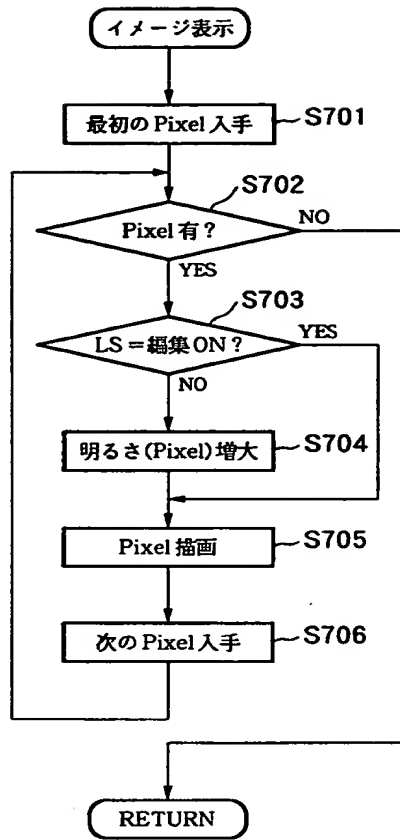 イメージ表示
最初のPixel入手
S701
S702
Pixel有？
NO
YES
S703
LS＝編集ON？
YES
NO
明るさ(Pixel)増大
S704
Pixel描画
S705
次のPixel入手
S706
RETURN